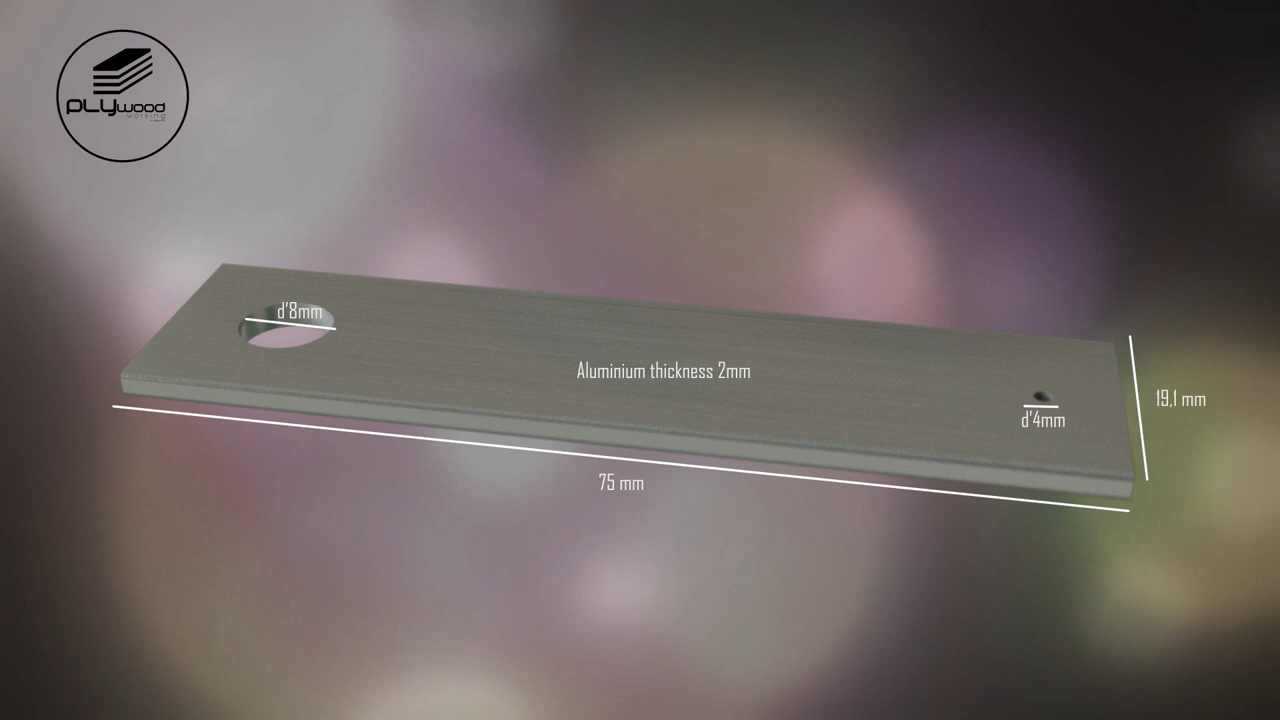 PLYwood
working
d'8mm
Aluminium thickness 2mm
19,1 mm
d'4mm
75 mm